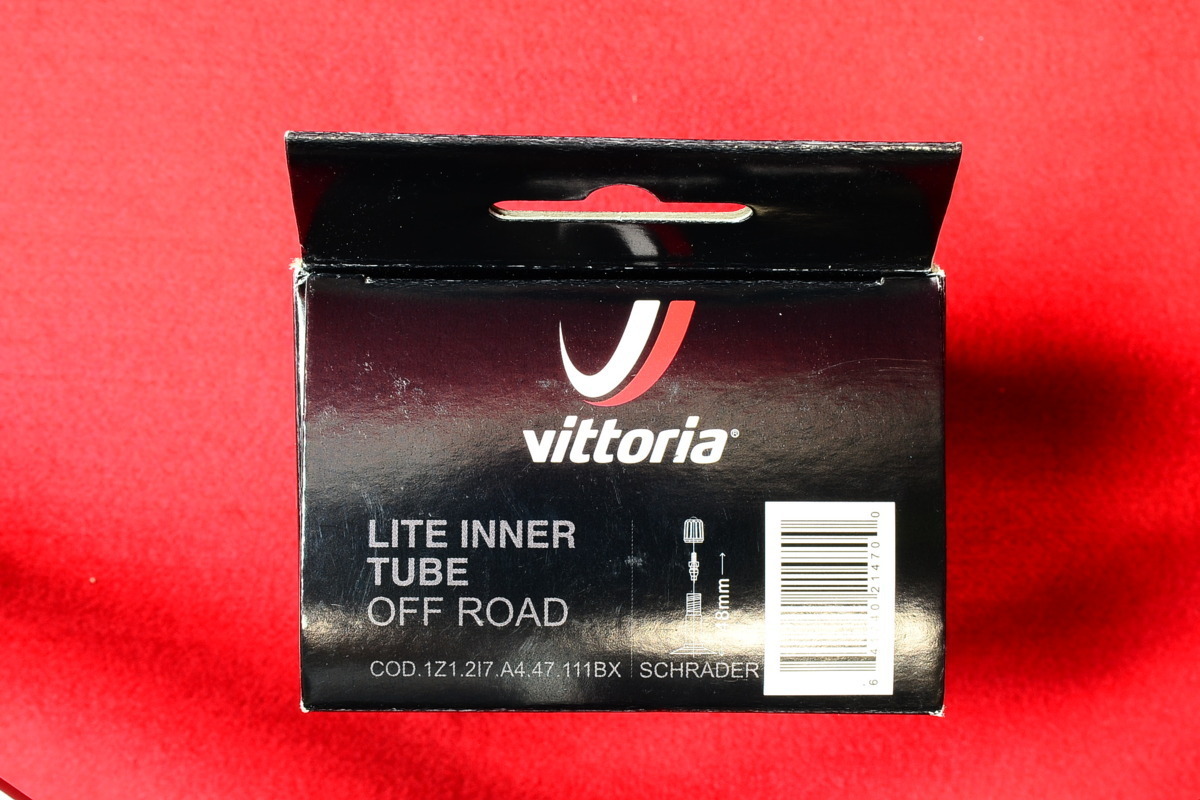 vittoria®
LITE INNER
TUBE
OFF ROAD
COD.1Z1.2I7.A4.47.111BX
SCHRADER